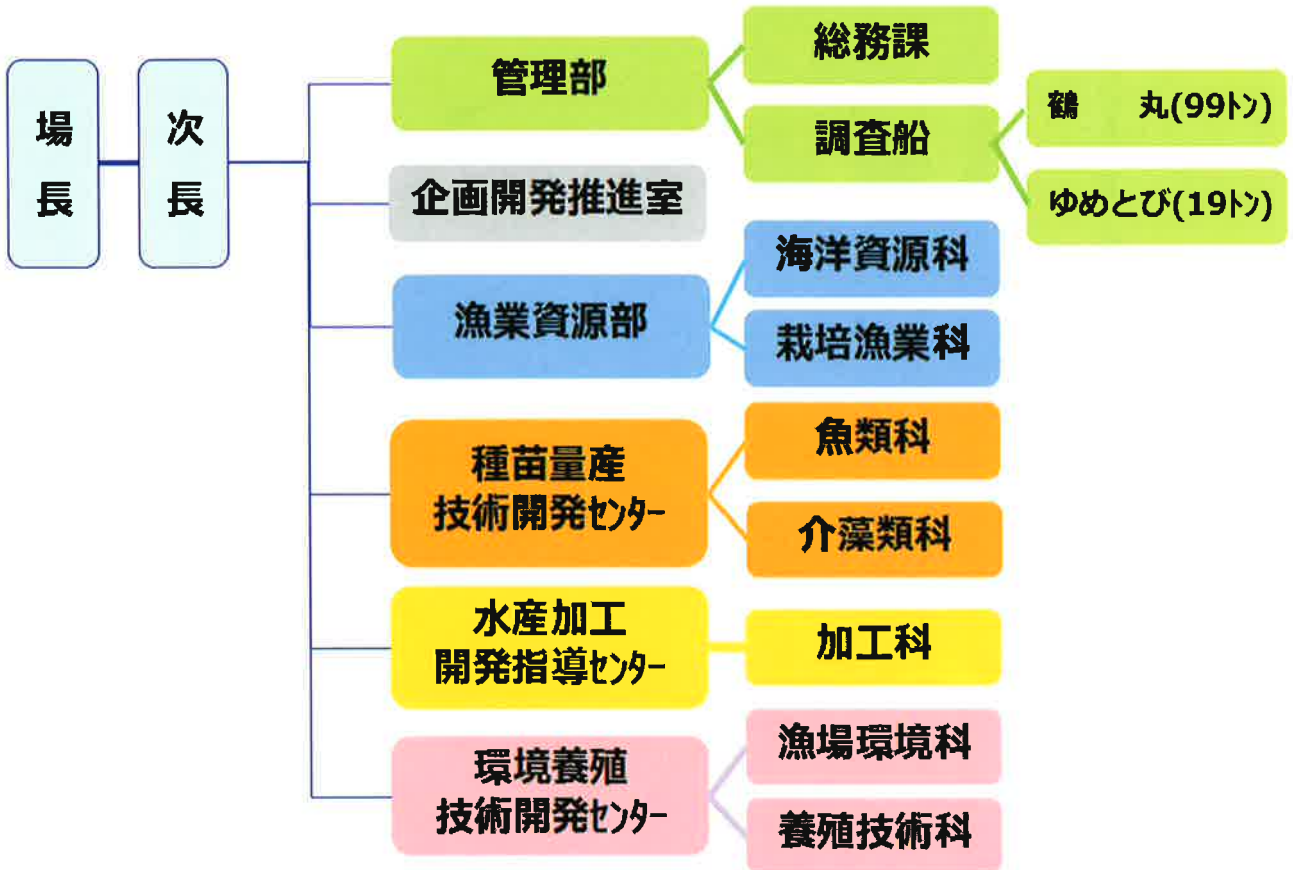 場長
次長
管理部
総務課
調査船
鶴　丸(99トン)
ゆめとび(19トン)
企画開発推進室
漁業資源部
海洋資源科
栽培漁業科
種苗量産
技術開発センター
魚類科
介藻類科
水産加工
開発指導センター
加工科
環境養殖
技術開発センター
漁場環境科
養殖技術科